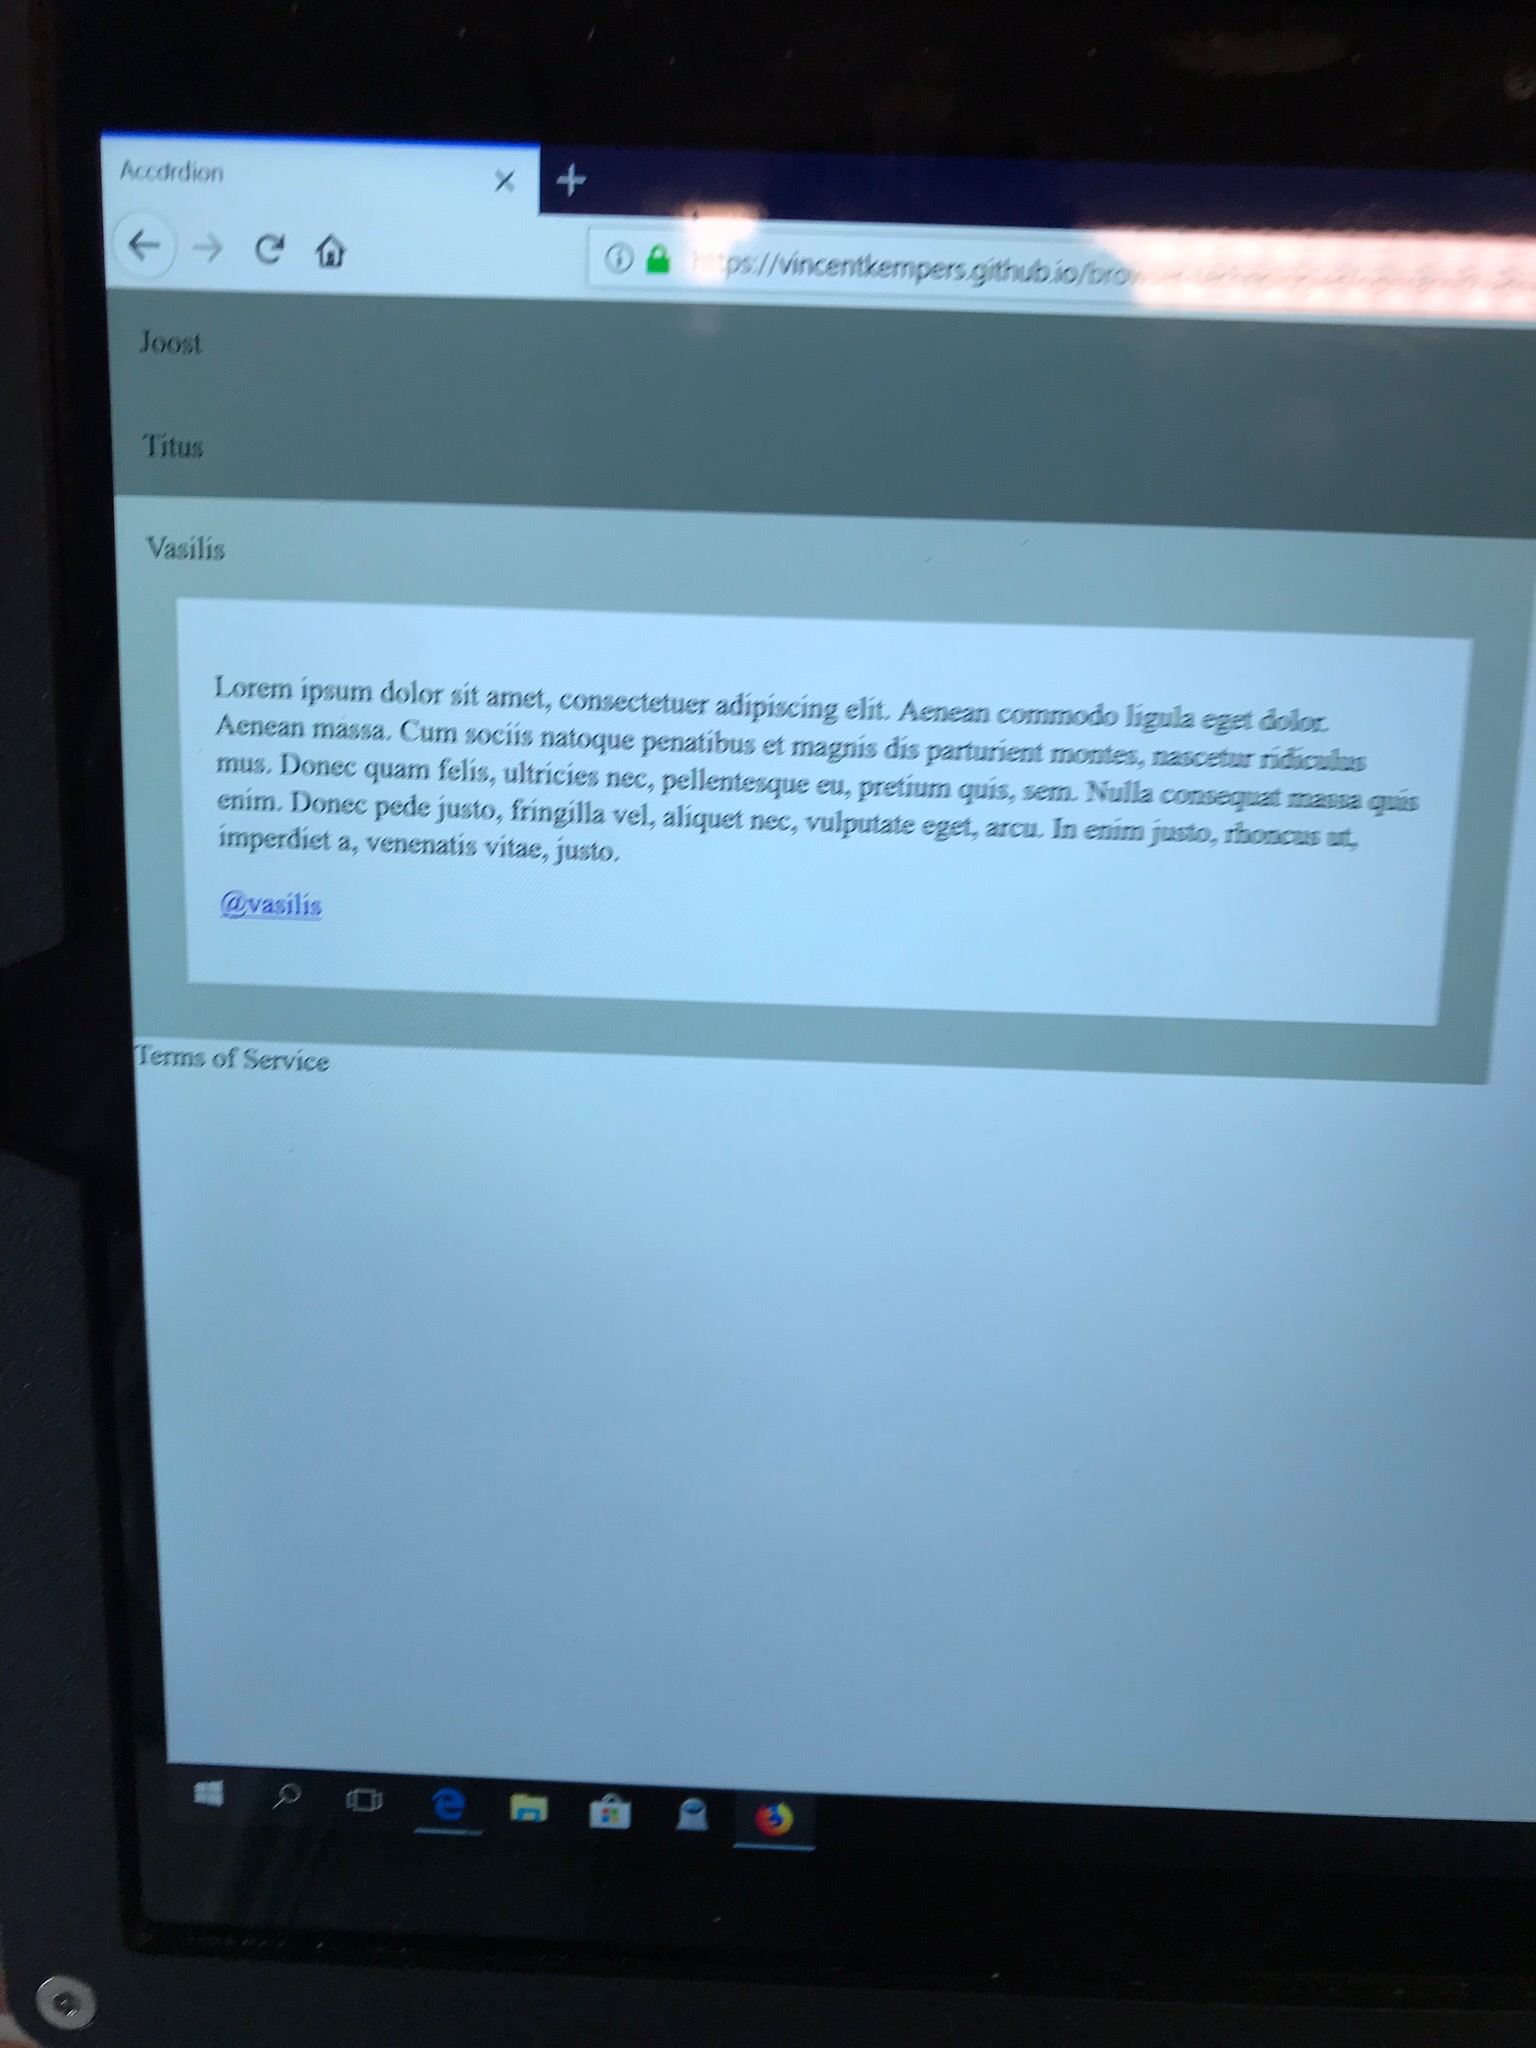 Accdrdion
ps://vincentkempers.github.io/bro
Joost
Titus
Vasilis
Lorem ipsum dolor sit amet, consectetuer adipiscing elit. Aenean commodo ligula eget dolor.
Aenean massa. Cum sociis natoque penatibus et magnis dis parturient montes, nascetur ridiculus
mus. Donec quam felis, ultricies nec, pellentesque eu, pretium quis, sem. Nulla consequat massa quis
enim. Donec pede justo, fringilla vel, aliquet nec, vulputate eget, arcu. In enim justo, rhoncus ut,
imperdiet a, venenatis vitae, justo.
@vasilis
Terms of Service